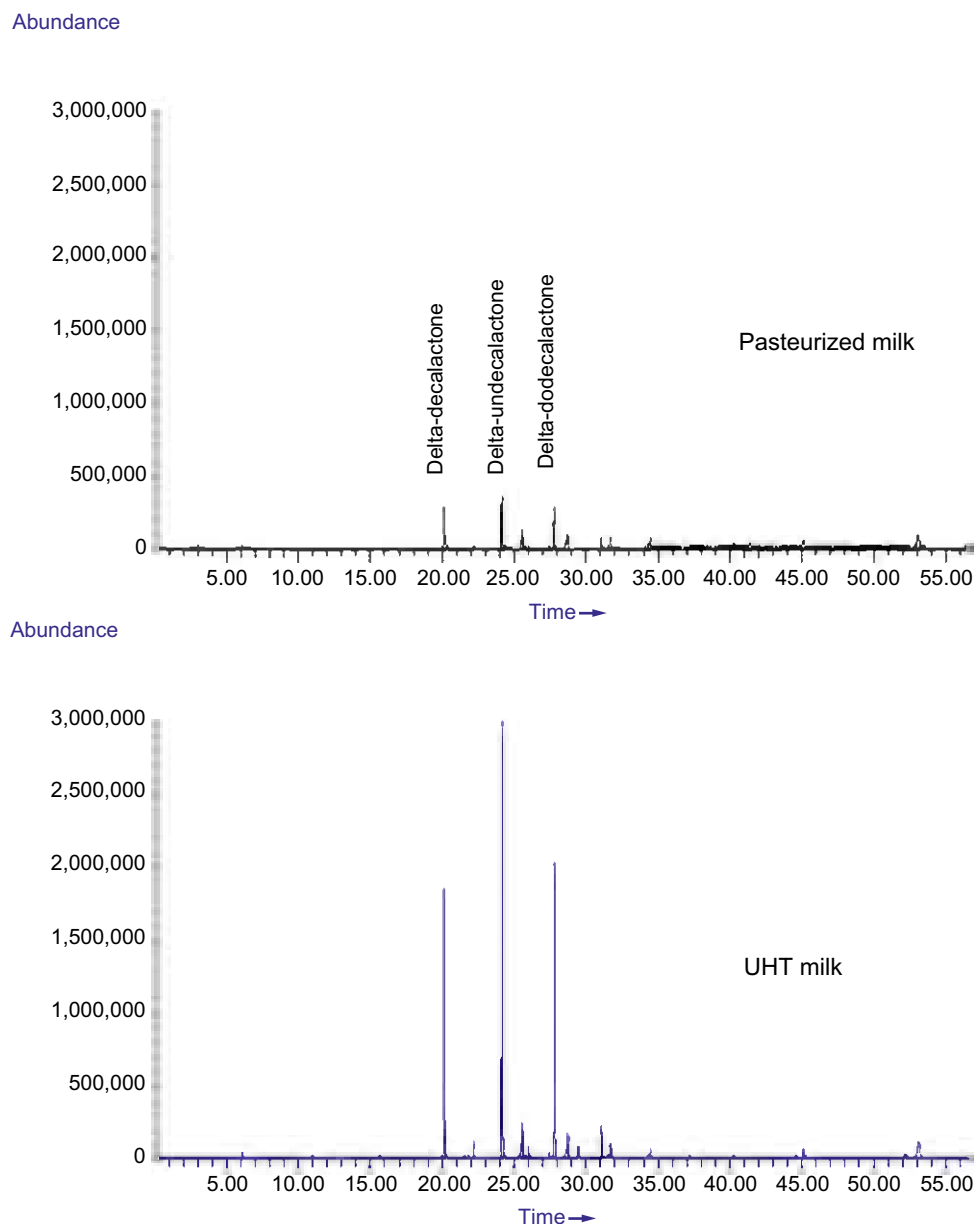 Abundance
3,000,000
2,500,000
2,000,000
1,500,000
1,000,000
500,000
0
Delta-decalactone
Delta-undecalactone
Delta-dodecalactone
Pasteurized milk
5.00 10.00 15.00 20.00 25.00 30.00 35.00 40.00 45.00 50.00 55.00
Time→
Abundance
3,000,000
2,500,000
2,000,000
1,500,000
1,000,000
500,000
0
UHT milk
5.00 10.00 15.00 20.00 25.00 30.00 35.00 40.00 45.00 50.00 55.00
Time→